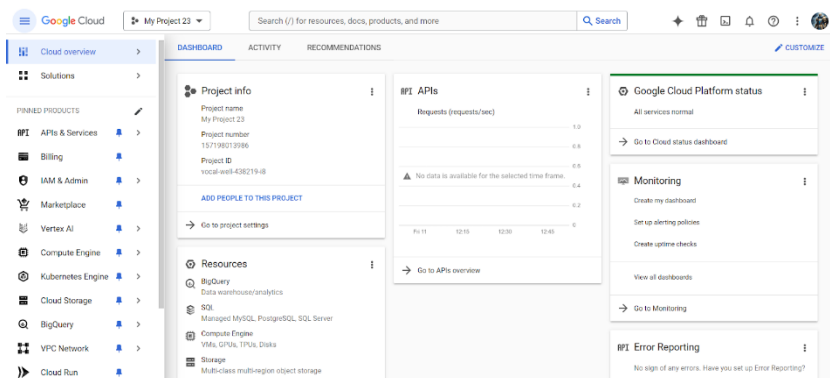 Google Cloud
My Project 23
Search (/) for resources, docs, products, and more
Search
Cloud overview
Solutions
PINNED PRODUCTS
API APIs & Services
Billing
IAM & Admin
Marketplace
Vertex AI
Compute Engine
Kubernetes Engine
Cloud Storage
BigQuery
VPC Network
Cloud Run
DASHBOARD
ACTIVITY
RECOMMENDATIONS
CUSTOMIZE
Project info
Project name
My Project 23
Project number
157198013986
Project ID
vocal-well-438219-i8
ADD PEOPLE TO THIS PROJECT
Go to project settings
Resources
BigQuery
Data warehouse/analytics
SQL
Managed MySQL, PostgreSQL, SQL Server
Compute Engine
VMs, GPUs, TPUs, Disks
Storage
Multi-class multi-region object storage
API APIs
Requests (requests/sec)
1.0
0.8
0.6
No data is available for the selected time frame.
0.4
0.2
0
Fri 11
12:15
12:30
12:45
Go to APIs overview
Google Cloud Platform status
All services normal
Go to Cloud status dashboard
Monitoring
Create my dashboard
Set up alerting policies
Create uptime checks
View all dashboards
Go to Monitoring
Error Reporting
No sign of any errors. Have you set up Error Reporting?